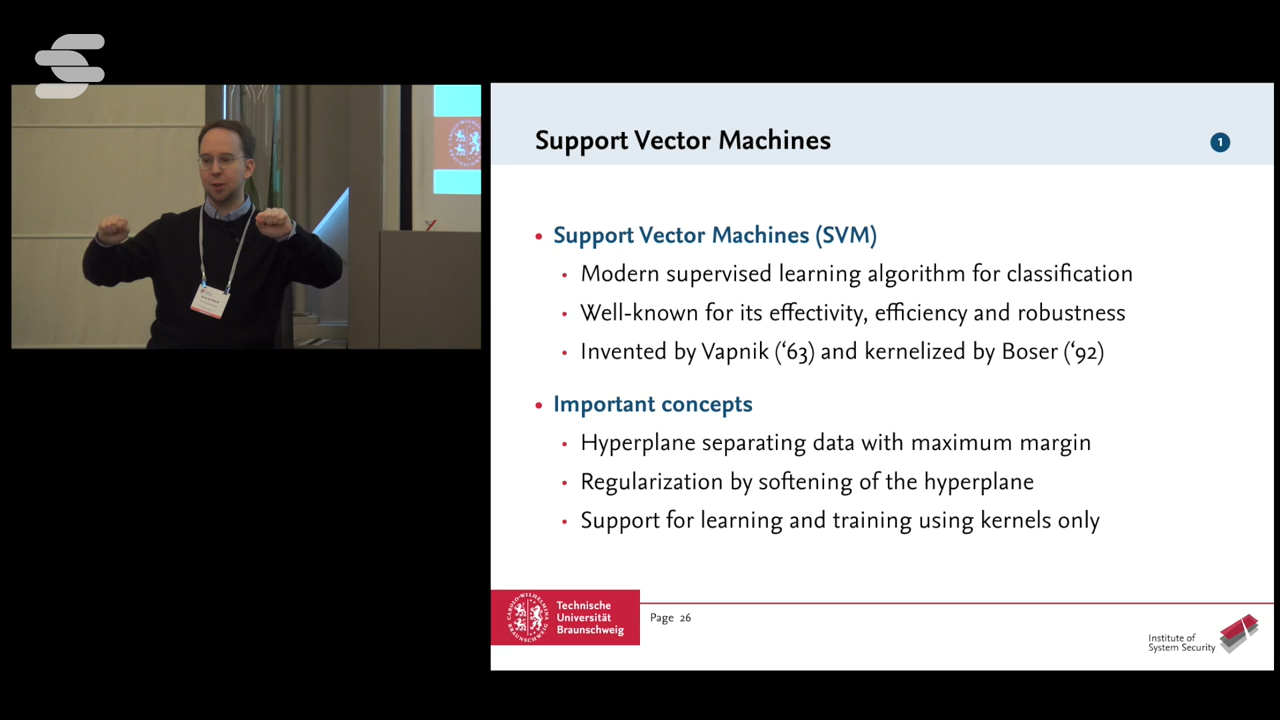 Support Vector Machines
1
• Support Vector Machines (SVM)
• Modern supervised learning algorithm for classification
• Well-known for its effectivity, efficiency and robustness
• Invented by Vapnik (‘63) and kernelized by Boser (‘92)
• Important concepts
• Hyperplane separating data with maximum margin
• Regularization by softening of the hyperplane
• Support for learning and training using kernels only
Technische
Universität
Braunschweig
Page 26
Institute of
System Security